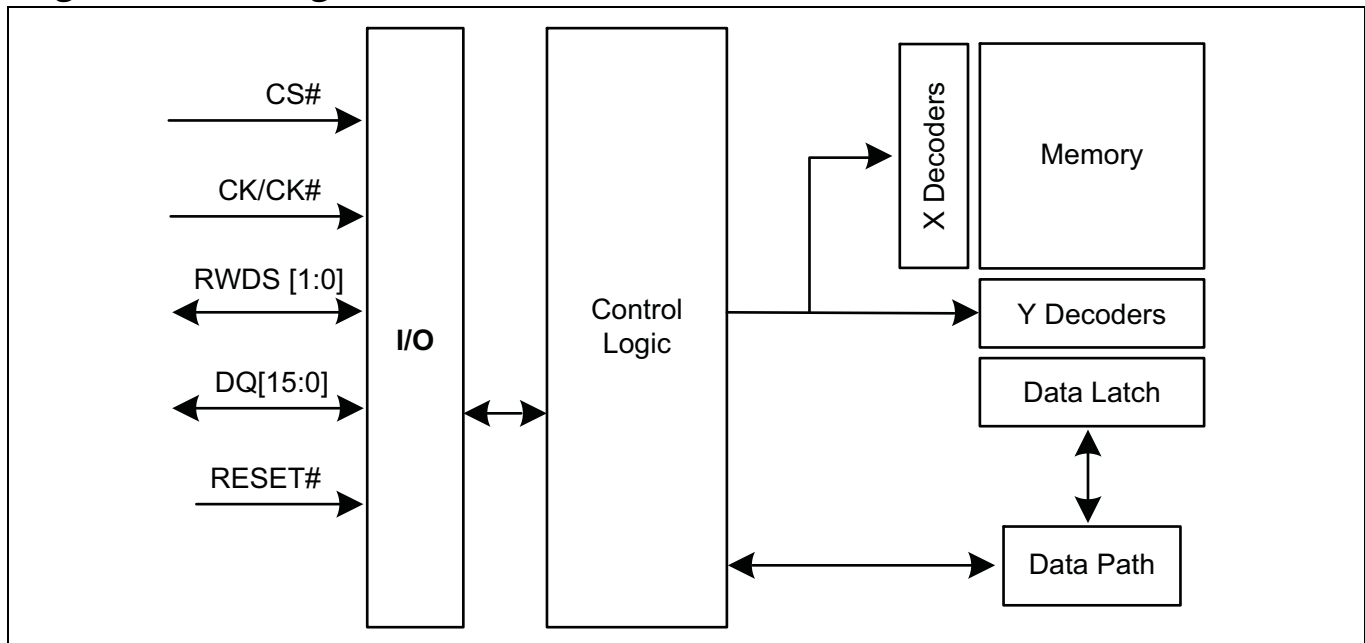 CS#
CK/CK#
RWDS [1:0]
DQ[15:0]
RESET#
I/O
Control
Logic
X Decoders
Memory
Y Decoders
Data Latch
Data Path